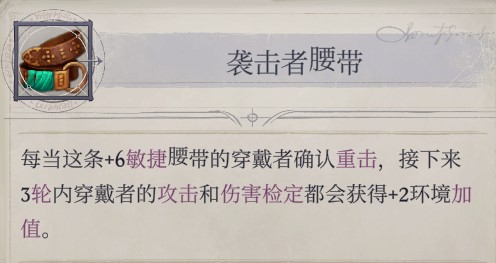 袭击者腰带
每当这条+6敏捷腰带的穿戴者确认重击，接下来
3轮内穿戴者的攻击和伤害检定都会获得+2环境加
值。